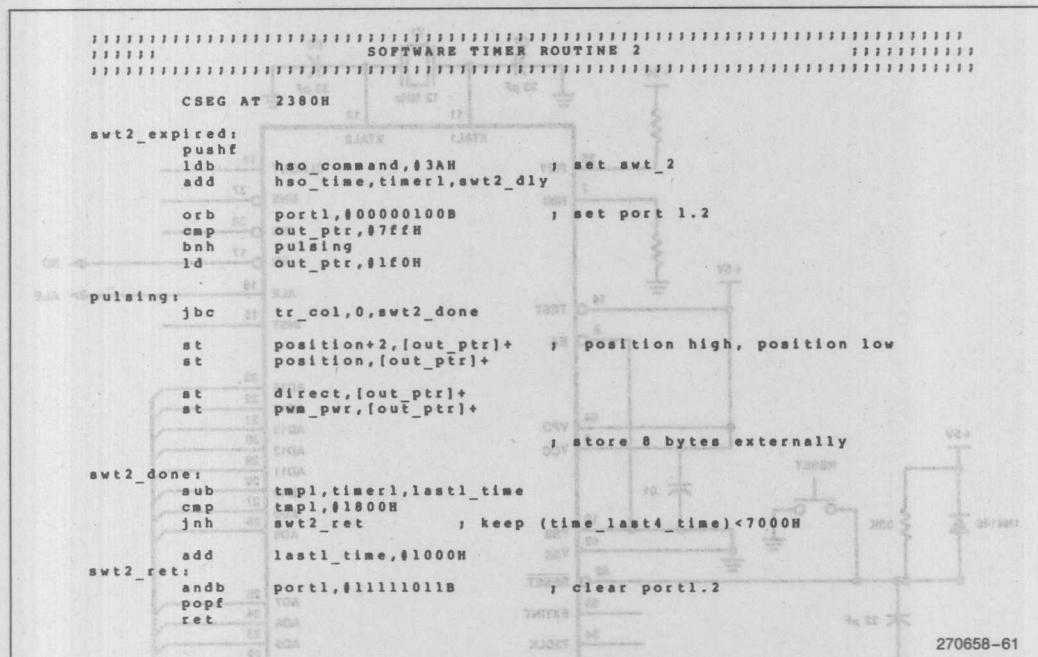 ;;;;;;;;;;;;;;;;;;;;;;;;;;;;;;;;;;;;;;;;;;;;;;;;;;;;;;;;;;;;;;;;;;
;;;;;; SOFTWARE TIMER ROUTINE 2 ;;;;;;;;;;
;;;;;;;;;;;;;;;;;;;;;;;;;;;;;;;;;;;;;;;;;;;;;;;;;;;;;;;;;;;;;;;;;;;
CSEG AT 2380H
swt2_expired:
pushf
ldb hso_command,#3AH ; set swt_2
add hso_time,timer1,swt2_dly
orb port1,#00000100B ; set port 1.2
cmp out_ptr,#7ffH
bnh pulsing
ld out_ptr,#1f0H
pulsing:
jbc tr_col,0,swt2_done
st position+2,[out_ptr]+ ; position high, position low
st position,[out_ptr]+
st direct,[out_ptr]+
st pwm_pwr,[out_ptr]+
; store 8 bytes externally
swt2_done:
sub tmp1,timer1,last1_time
cmp tmp1,#1800H
jnh swt2_ret ; keep (time_last4_time)<7000H
add last1_time,#1000H
swt2_ret:
andb port1,#11111011B ; clear port1.2
popf
ret
270658-61